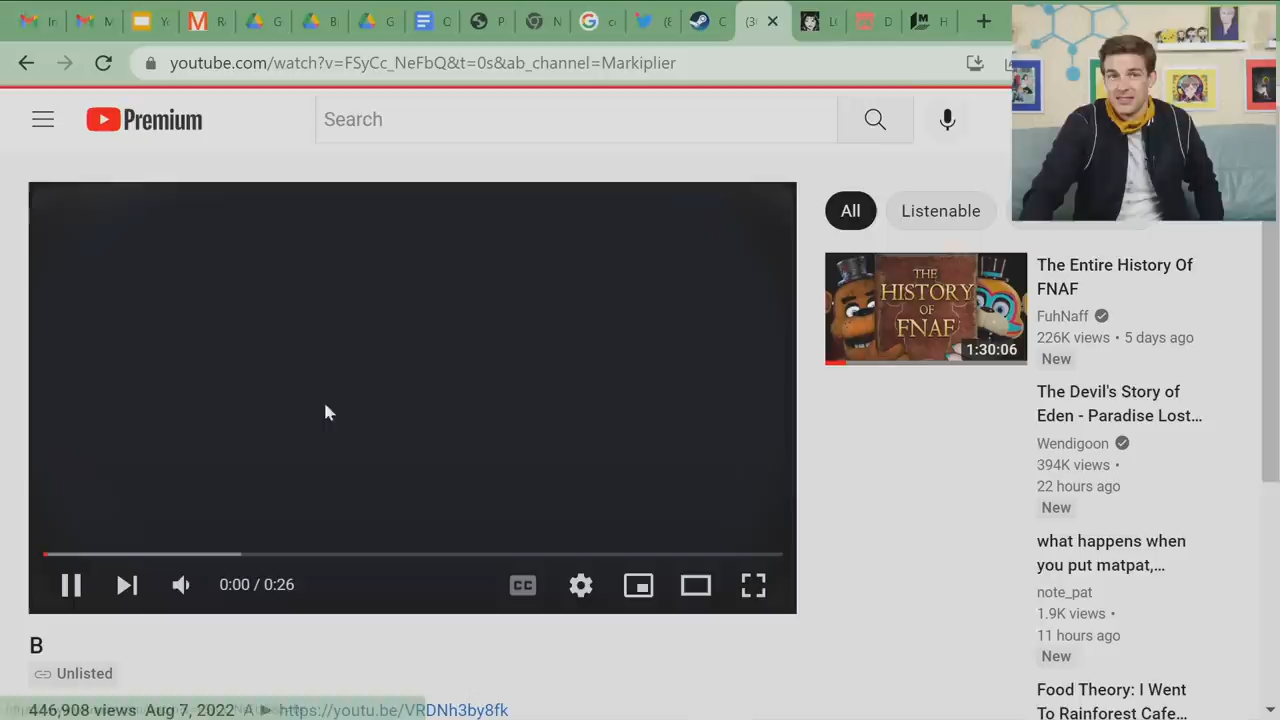 In
M
Y
R
G
B
G
C
P
N
c
(
C
(3
L
D
H
youtube.com/watch?v=FSyCc_NeFbQ&t=0s&ab_channel=Markiplier
Premium
Search
All
Listenable
THE
HISTORY
OF
FNAF
1:30:06
The Entire History Of
FNAF
FuhNaff
226K views • 5 days ago
New
The Devil's Story of
Eden - Paradise Lost...
Wendigoon
394K views •
22 hours ago
New
what happens when
you put matpat,...
note_pat
1.9K views •
11 hours ago
New
Food Theory: I Went
To Rainforest Cafe...
CC
0:00 / 0:26
B
Unlisted
446,908 views Aug 7, 2022 A ► https://youtu.be/VRDNh3by8fk